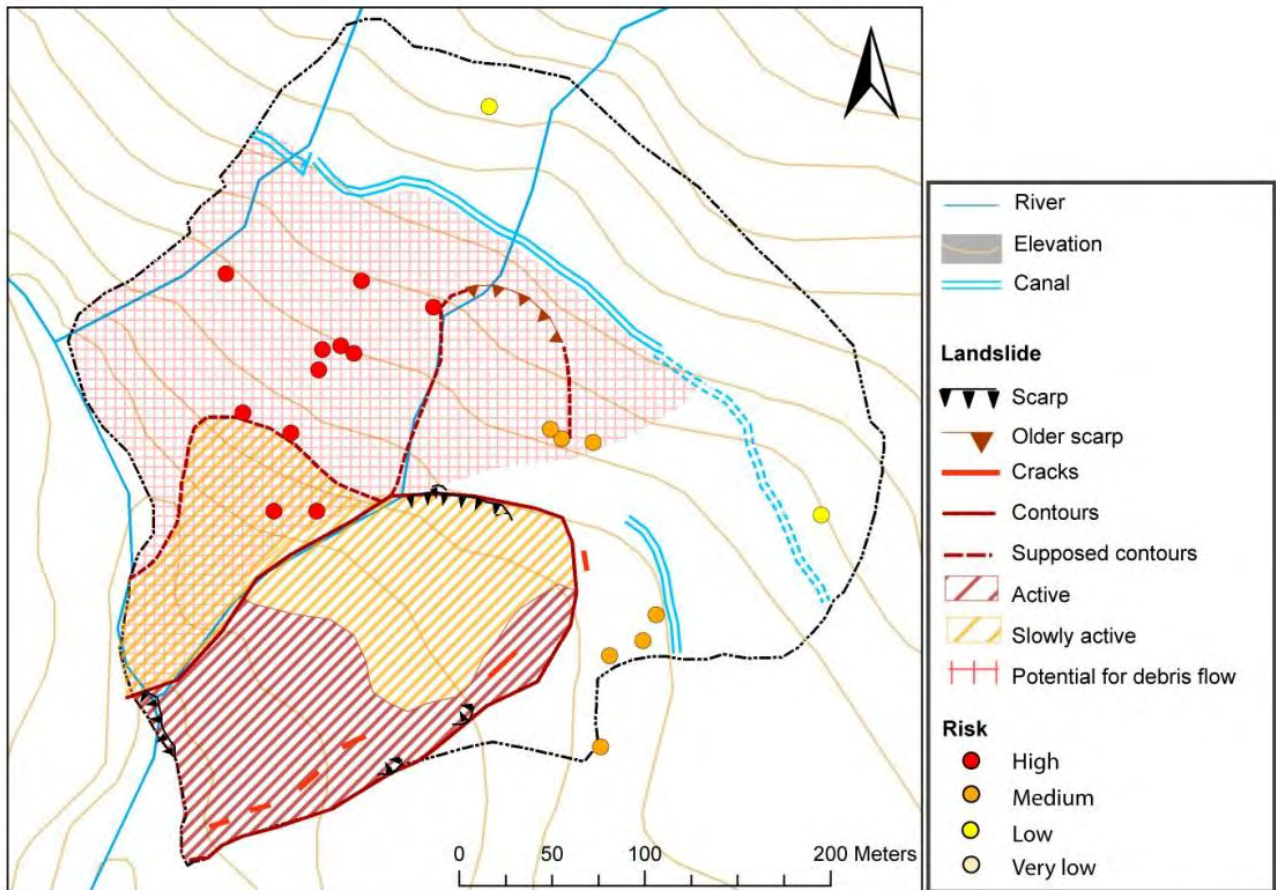 River
Elevation
Canal
Landslide
Scarp
Older scarp
Cracks
Contours
Supposed contours
Active
Slowly active
Potential for debris flow
Risk
High
Medium
Low
Very low
0 50 100 200 Meters